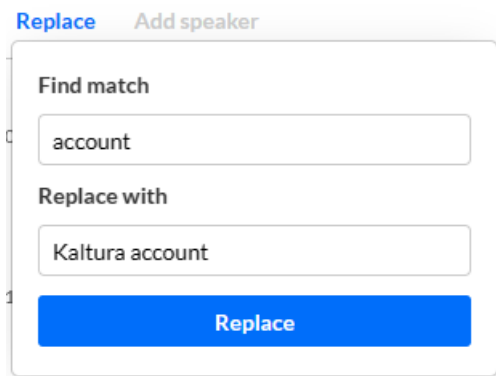 Replace Add speaker
Find match
account
Replace with
Kaltura account
Replace